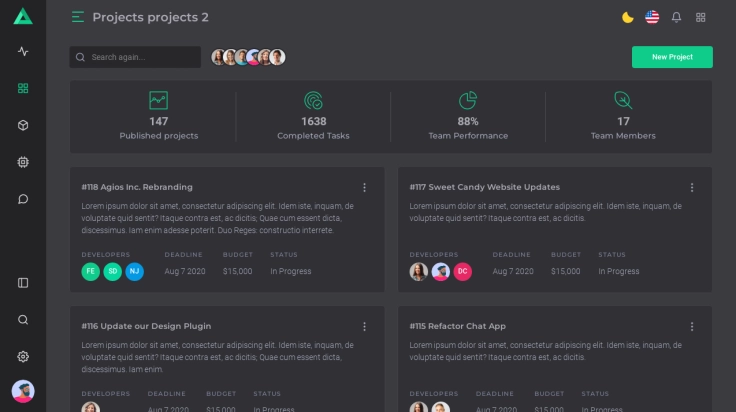 Projects projects 2
Search again...
New Project
147
Published projects
1638
Completed Tasks
88%
Team Performance
17
Team Members
#118 Agios Inc. Rebranding
Lorem ipsum dolor sit amet, consectetur adipiscing elit. Idem iste, inquam, de
voluptate quid sentit? Itaque contra est, ac dicitis; Quae cum essent dicta,
discessimus. Iam enim adesse poterit. Duo Reges: constructio interrete.
DEVELOPERS DEADLINE BUDGET STATUS
FE SD NJ Aug 7 2020 $15,000 In Progress
#117 Sweet Candy Website Updates
Lorem ipsum dolor sit amet, consectetur adipiscing elit. Idem iste, inquam, de
voluptate quid sentit? Itaque contra est, ac dicitis.
DEVELOPERS DEADLINE BUDGET STATUS
DC Aug 7 2020 $15,000 In Progress
#116 Update our Design Plugin
Lorem ipsum dolor sit amet, consectetur adipiscing elit. Idem iste, inquam, de
voluptate quid sentit? Itaque contra est, ac dicitis; Quae cum essent dicta,
discessimus. Iam enim.
DEVELOPERS DEADLINE BUDGET STATUS
Aug 7 2020 $15,000 In Progress
#115 Refactor Chat App
Lorem ipsum dolor sit amet, consectetur adipiscing elit. Idem iste, inquam, de
voluptate quid sentit? Itaque contra est, ac dicitis.
DEVELOPERS DEADLINE BUDGET STATUS
Aug 7 2020 $15,000 In Progress